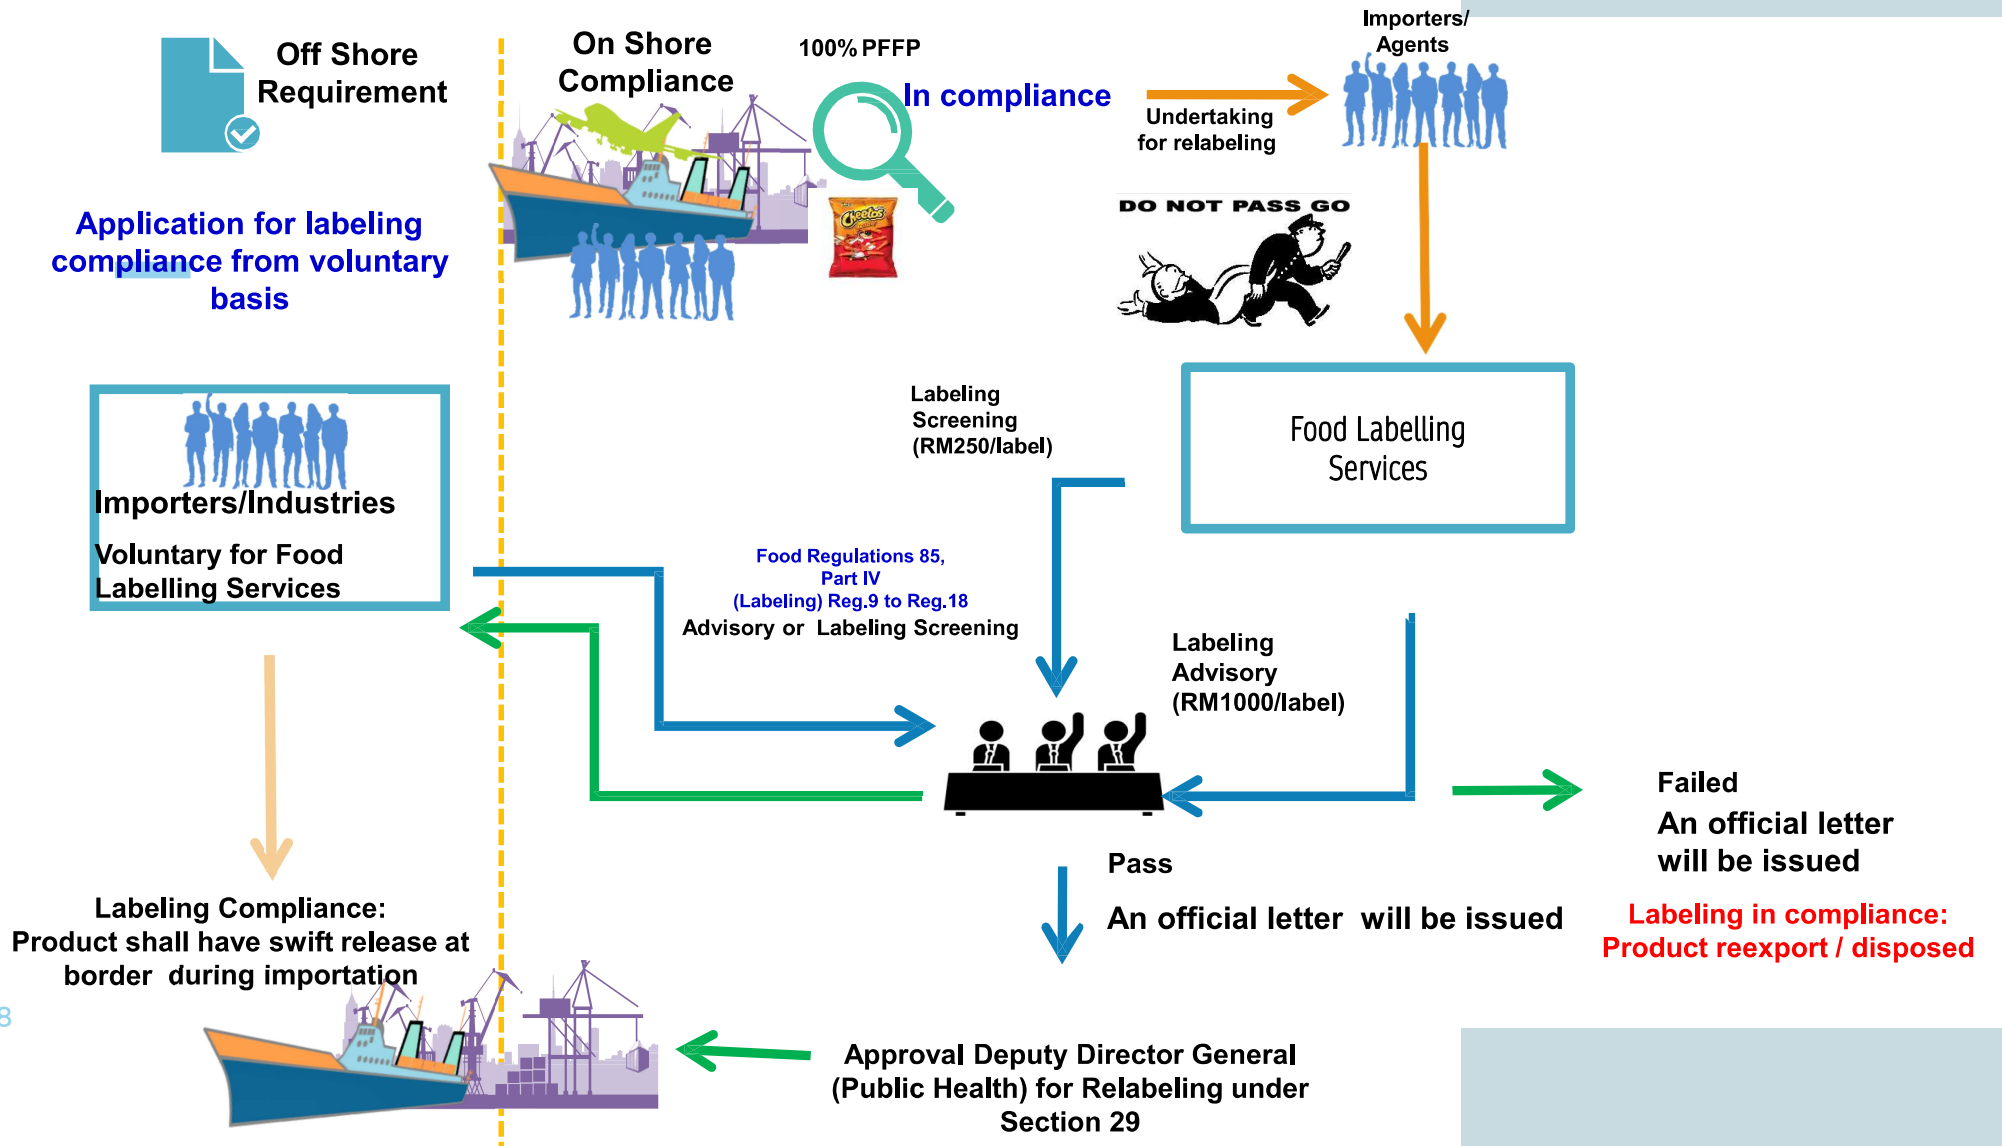 Off Shore
Requirement
On Shore
Compliance
100% PFFP
In compliance
Importers/
Agents
Undertaking
for relabeling
Cheetos
DO NOT PASS GO
Application for labeling
compliance from voluntary
basis
Importers/Industries
Voluntary for Food
Labelling Services
Labeling
Screening
(RM250/label)
Food Labelling
Services
Food Regulations 85,
Part IV
(Labeling) Reg.9 to Reg.18
Advisory or Labeling Screening
Labeling
Advisory
(RM1000/label)
Failed
An official letter
will be issued
Labeling in compliance:
Product reexport / disposed
Pass
An official letter will be issued
Labeling Compliance:
Product shall have swift release at
border during importation
8
Approval Deputy Director General
(Public Health) for Relabeling under
Section 29